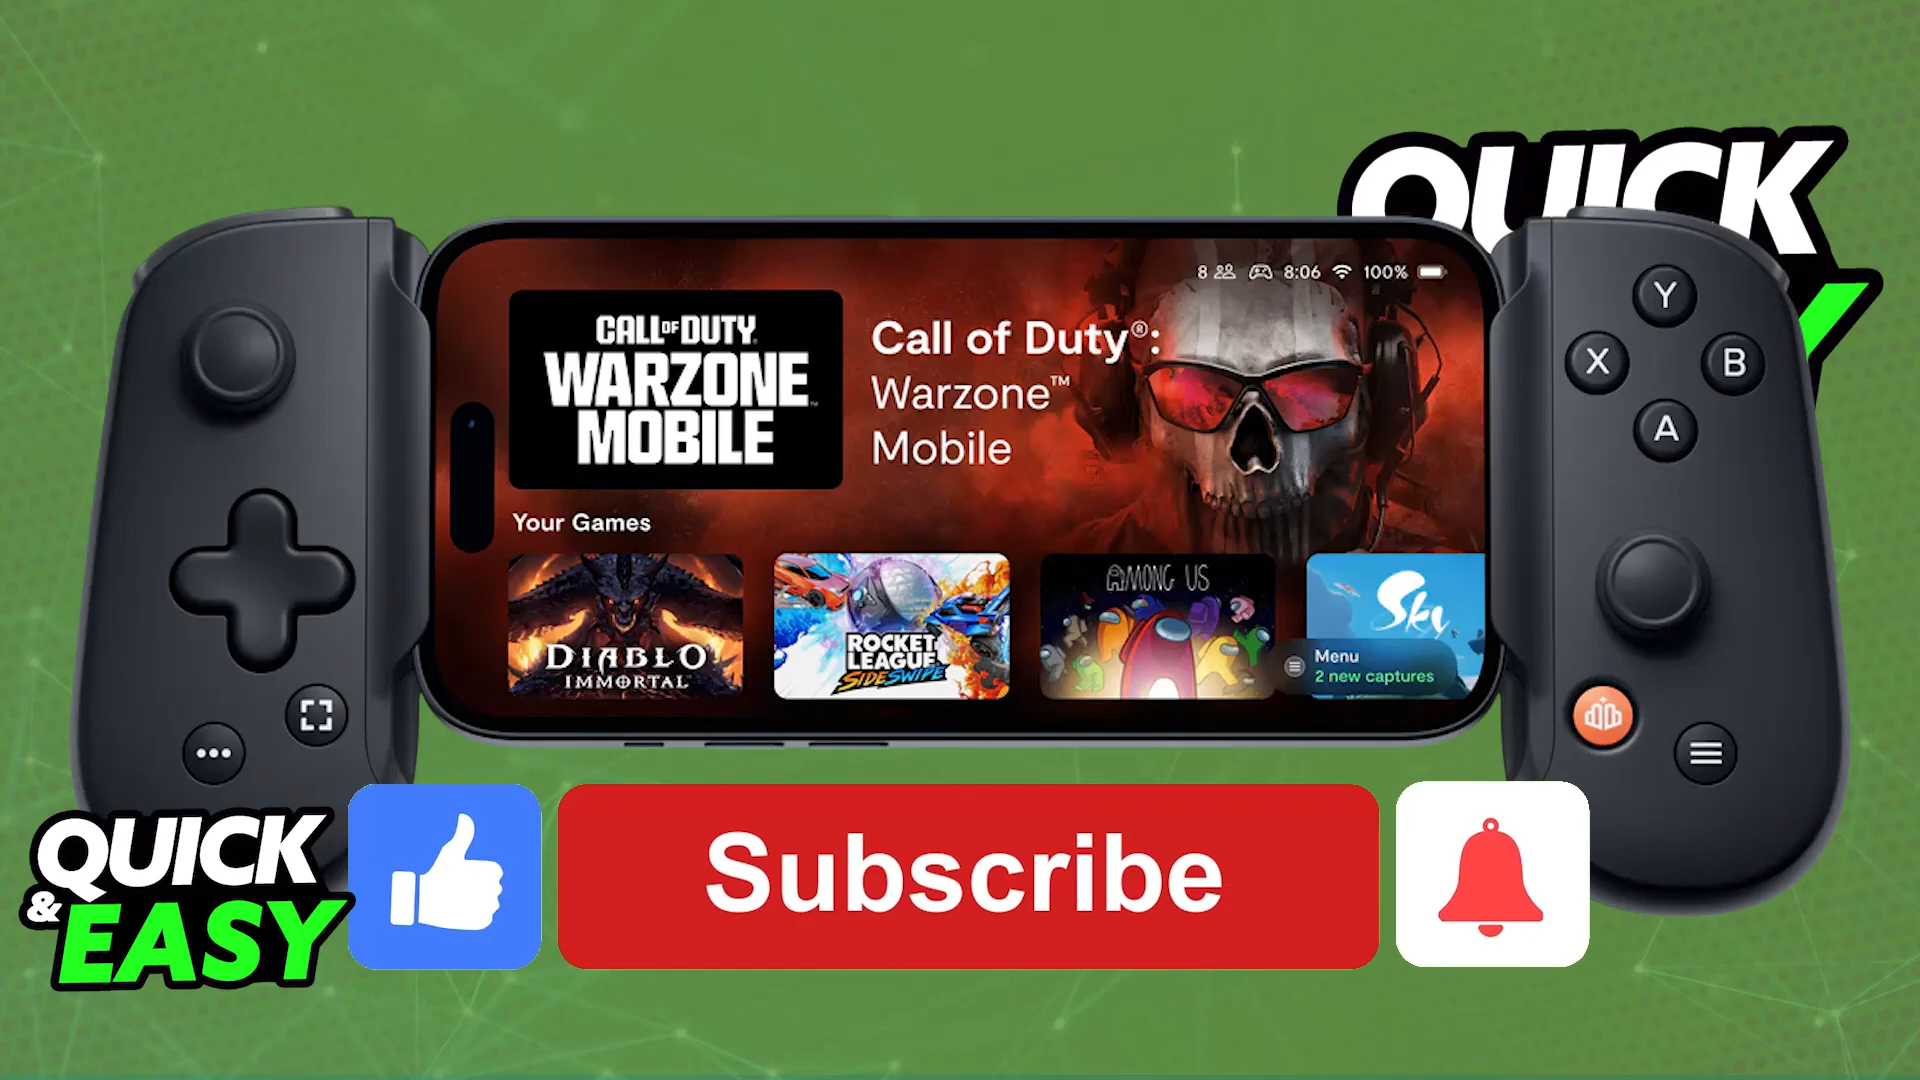 QUICK
8 8:06 100%
CALL OF DUTY
WARZONE
MOBILE
Call of Duty®:
Warzone™
Mobile
Your Games
DIABLO
IMMORTAL
ROCKET
LEAGUE
SIDESWIPE
AMONG US
Sky
Menu
2 new captures
Y
X
B
A
QUICK
& EASY
Subscribe